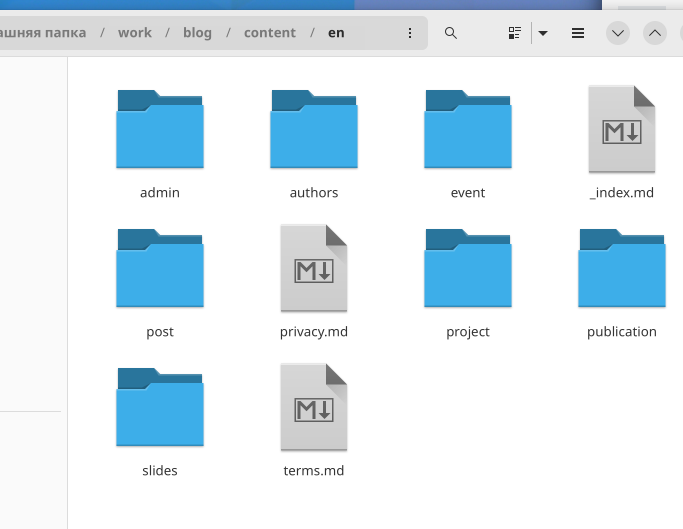 ашняя папка / work / blog / content / en
admin authors event _index.md
post privacy.md project publication
slides terms.md